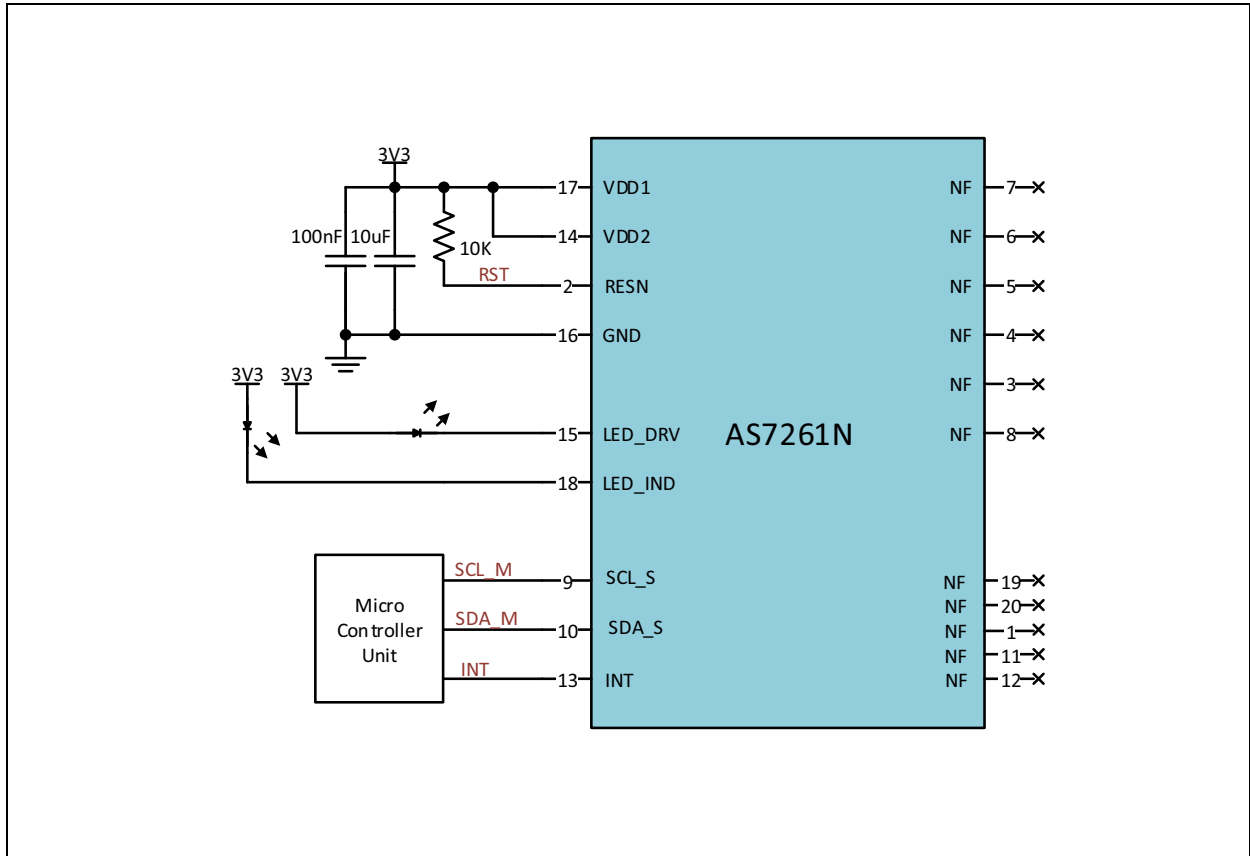 3V3
17 VDD1 NF 7
100nF 10uF 14 VDD2 NF 6
10K
RST 2 RESN NF 5
16 GND NF 4
3V3 3V3 NF 3
15 LED_DRV AS7261N NF 8
18 LED_IND
SCL_M 9 SCL_S NF 19
Micro NF 20
Controller SDA_M 10 SDA_S NF 1
Unit NF 11
INT 13 INT NF 12